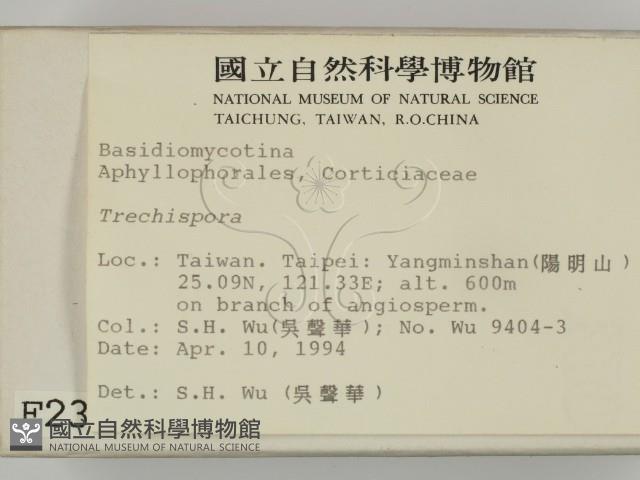 國立自然科學博物館
NATIONAL MUSEUM OF NATURAL SCIENCE
TAICHUNG, TAIWAN, R.O.CHINA
Basidiomycotina
Aphyllophorales, Corticiaceae
Trechispora
Loc.: Taiwan. Taipei: Yangminshan(陽明山)
25.09N, 121.33E; alt. 600m
on branch of angiosperm.
Col.: S.H. Wu(吳聲華); No. Wu 9404-3
Date: Apr. 10, 1994
Det.: S.H. Wu (吳聲華)
F23
國立自然科學博物館
NATIONAL MUSEUM OF NATURAL SCIENCE